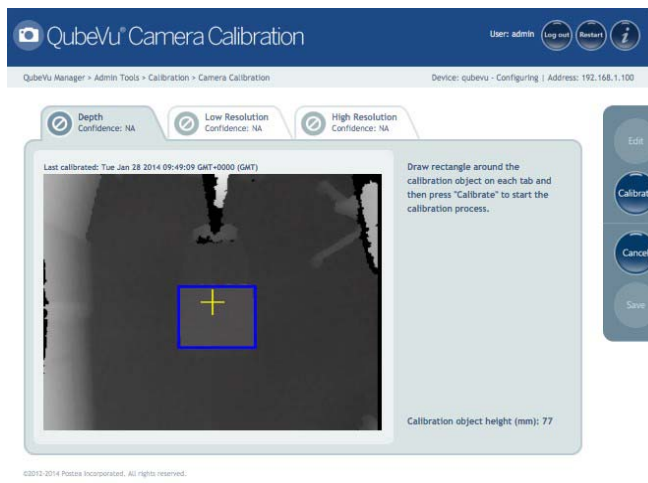 QubeVu® Camera Calibration
User: admin
Log out
Restart
i
QubeVu Manager > Admin Tools > Calibration > Camera Calibration
Device: qubevu - Configuring | Address: 192.168.1.100
Depth
Confidence: NA
Low Resolution
Confidence: NA
High Resolution
Confidence: NA
Last calibrated: Tue Jan 28 2014 09:49:09 GMT+0000 (GMT)
Draw rectangle around the
calibration object on each tab and
then press "Calibrate" to start the
calibration process.
Edit
Calibrat
Cancel
Save
Calibration object height (mm): 77
©2012-2014 Postea Incorporated. All rights reserved.